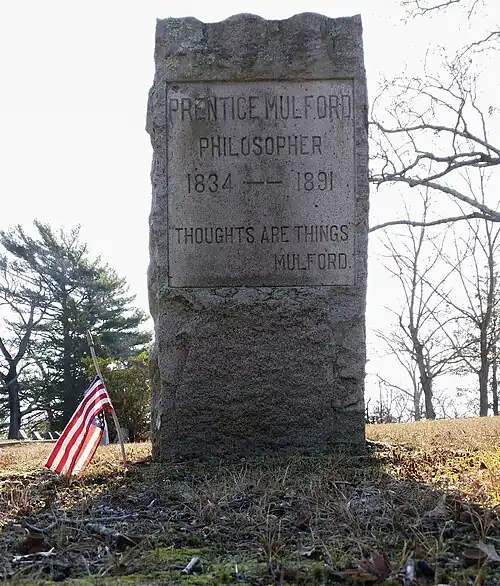 PRENTICE MULFORD
PHILOSOPHER
1834 — 1891
"THOUGHTS ARE THINGS"
MULFORD.